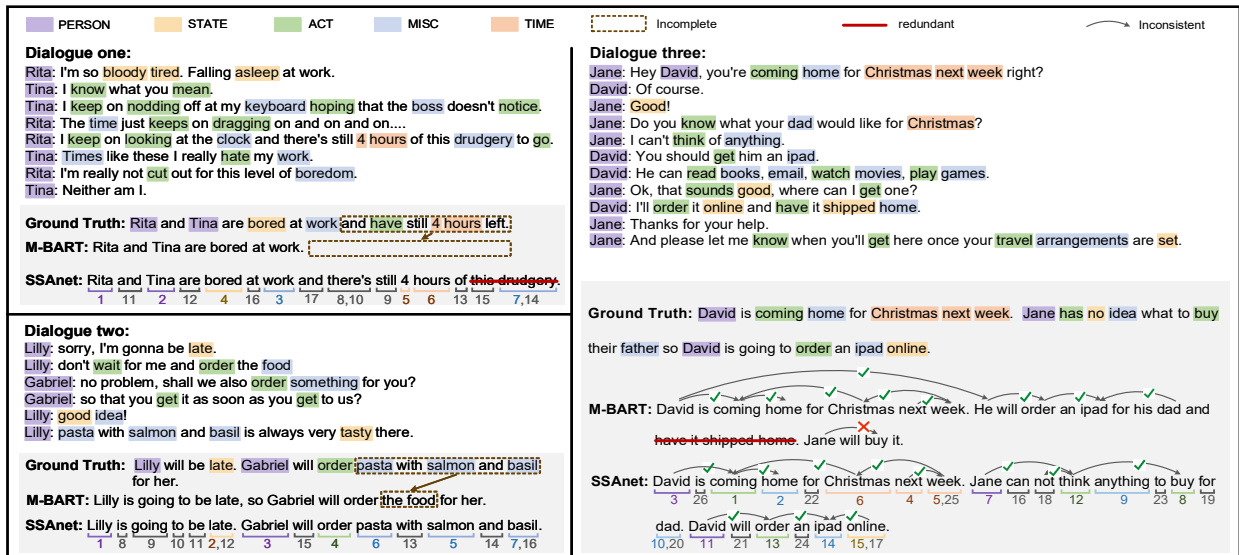 PERSON STATE ACT MISC TIME Incomplete redundant Inconsistent
Dialogue one:
Rita: I'm so bloody tired. Falling asleep at work.
Tina: I know what you mean.
Tina: I keep on nodding off at my keyboard hoping that the boss doesn't notice.
Rita: The time just keeps on dragging on and on and on....
Rita: I keep on looking at the clock and there's still 4 hours of this drudgery to go.
Tina: Times like these I really hate my work.
Rita: I'm really not cut out for this level of boredom.
Tina: Neither am I.
Ground Truth: Rita and Tina are bored at work and have still 4 hours left.
M-BART: Rita and Tina are bored at work.
SSAnet: Rita and Tina are bored at work and there's still 4 hours of this drudgery.
1 11 2 12 4 16 3 17 8,10 9 5 6 13 15 7,14
Dialogue two:
Lilly: sorry, I'm gonna be late.
Lilly: don't wait for me and order the food
Gabriel: no problem, shall we also order something for you?
Gabriel: so that you get it as soon as you get to us?
Lilly: good idea!
Lilly: pasta with salmon and basil is always very tasty there.
Ground Truth: Lilly will be late. Gabriel will order pasta with salmon and basil
for her.
M-BART: Lilly is going to be late, so Gabriel will order the food for her.
SSAnet: Lilly is going to be late. Gabriel will order pasta with salmon and basil.
1 8 9 10 11 2,12 3 15 4 6 13 5 14 7,16
Dialogue three:
Jane: Hey David, you're coming home for Christmas next week right?
David: Of course.
Jane: Good!
Jane: Do you know what your dad would like for Christmas?
Jane: I can't think of anything.
David: You should get him an ipad.
David: He can read books, email, watch movies, play games.
Jane: Ok, that sounds good, where can I get one?
David: I'll order it online and have it shipped home.
Jane: Thanks for your help.
Jane: And please let me know when you'll get here once your travel arrangements are set.
Ground Truth: David is coming home for Christmas next week. Jane has no idea what to buy
their father so David is going to order an ipad online.
M-BART: David is coming home for Christmas next week. He will order an ipad for his dad and
have it shipped home. Jane will buy it.
SSAnet: David is coming home for Christmas next week. Jane can not think anything to buy for
3 26 1 2 22 6 4 5,25 7 16 18 12 9 23 8 19
dad. David will order an ipad online.
10,20 11 21 13 24 14 15,17